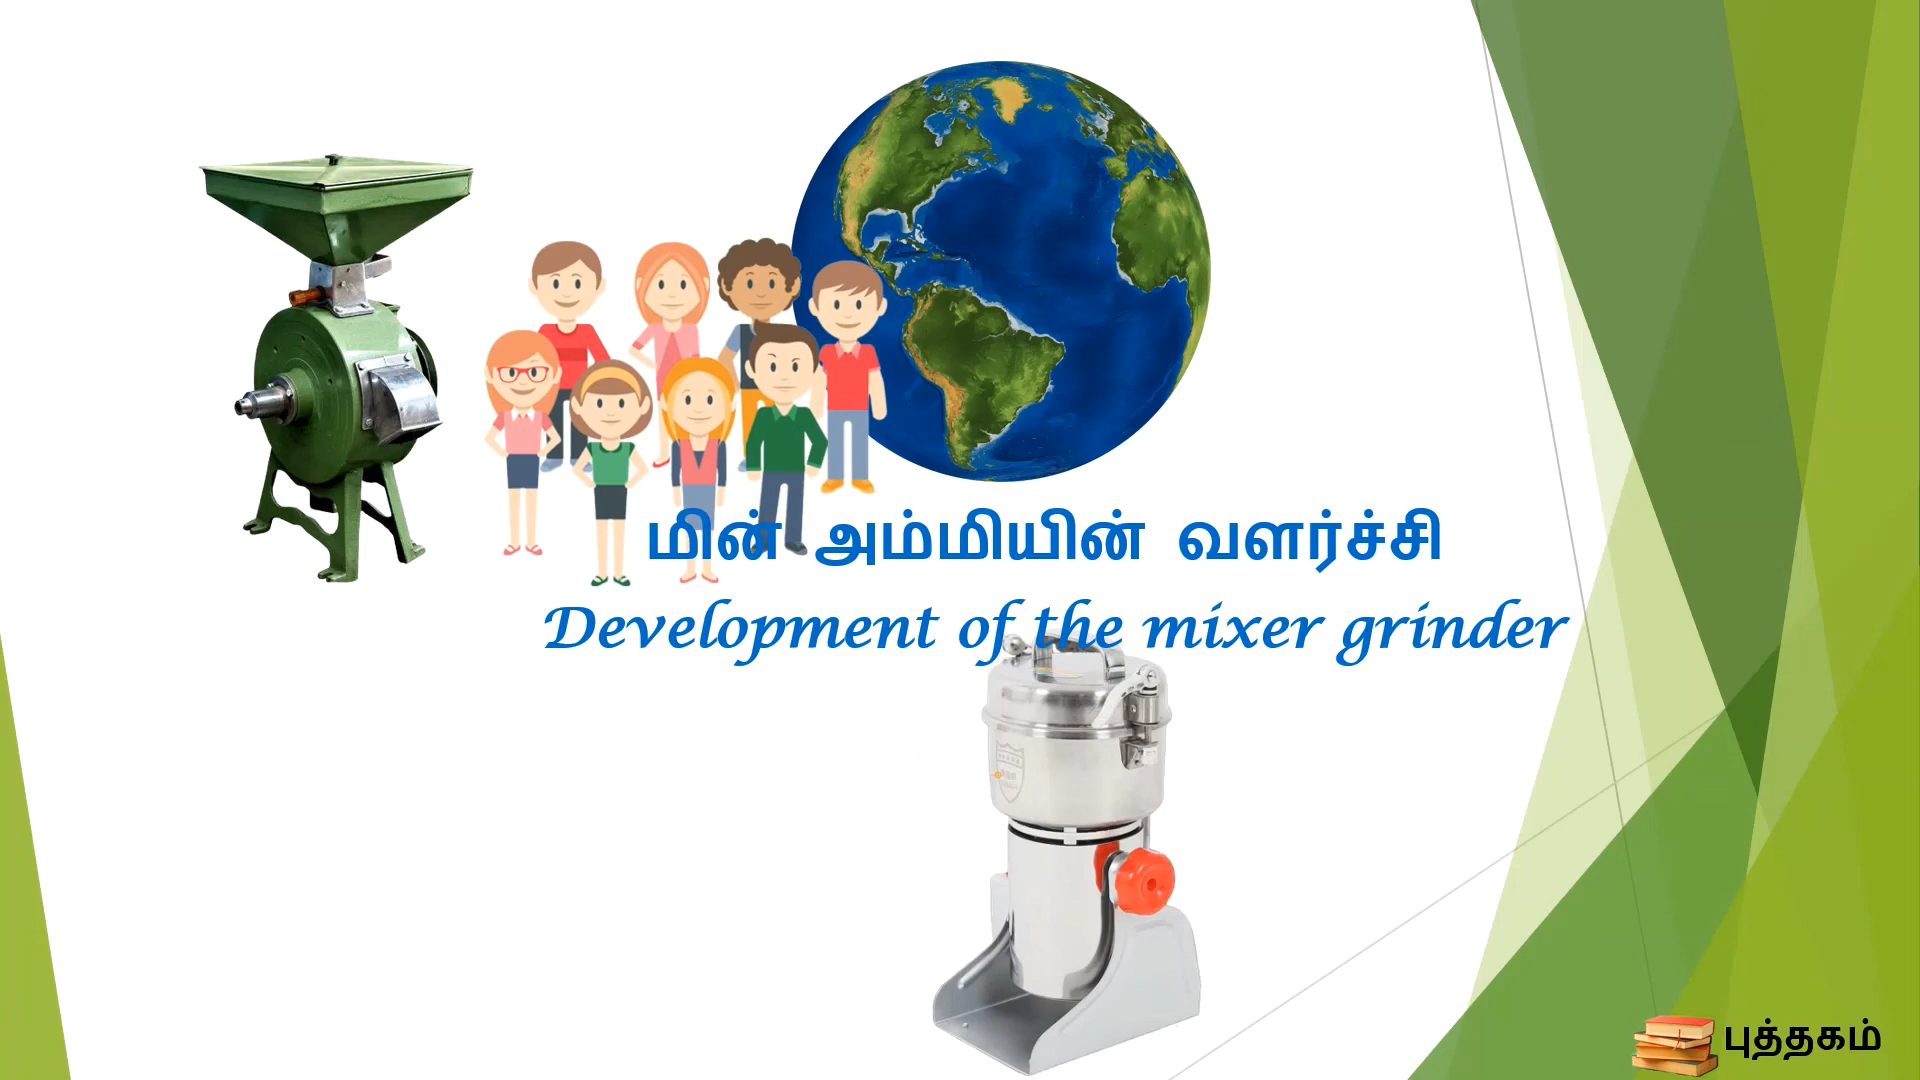 மின் அம்மியின் வளர்ச்சி
Development of the mixer grinder
புத்தகம்